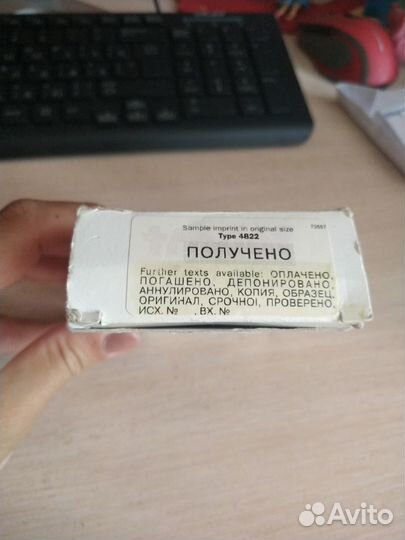 Sample imprint in original size
Type 4822
ПОЛУЧЕНО
Further texts available: ОПЛАЧЕНО,
ПОГАШЕНО, ДЕПОНИРОВАНО,
АННУЛИРОВАНО, КОПИЯ, ОБРАЗЕЦ,
ОРИГИНАЛ, СРОЧНО!, ПРОВЕРЕНО,
ИСХ. № , ВХ. №
Avito